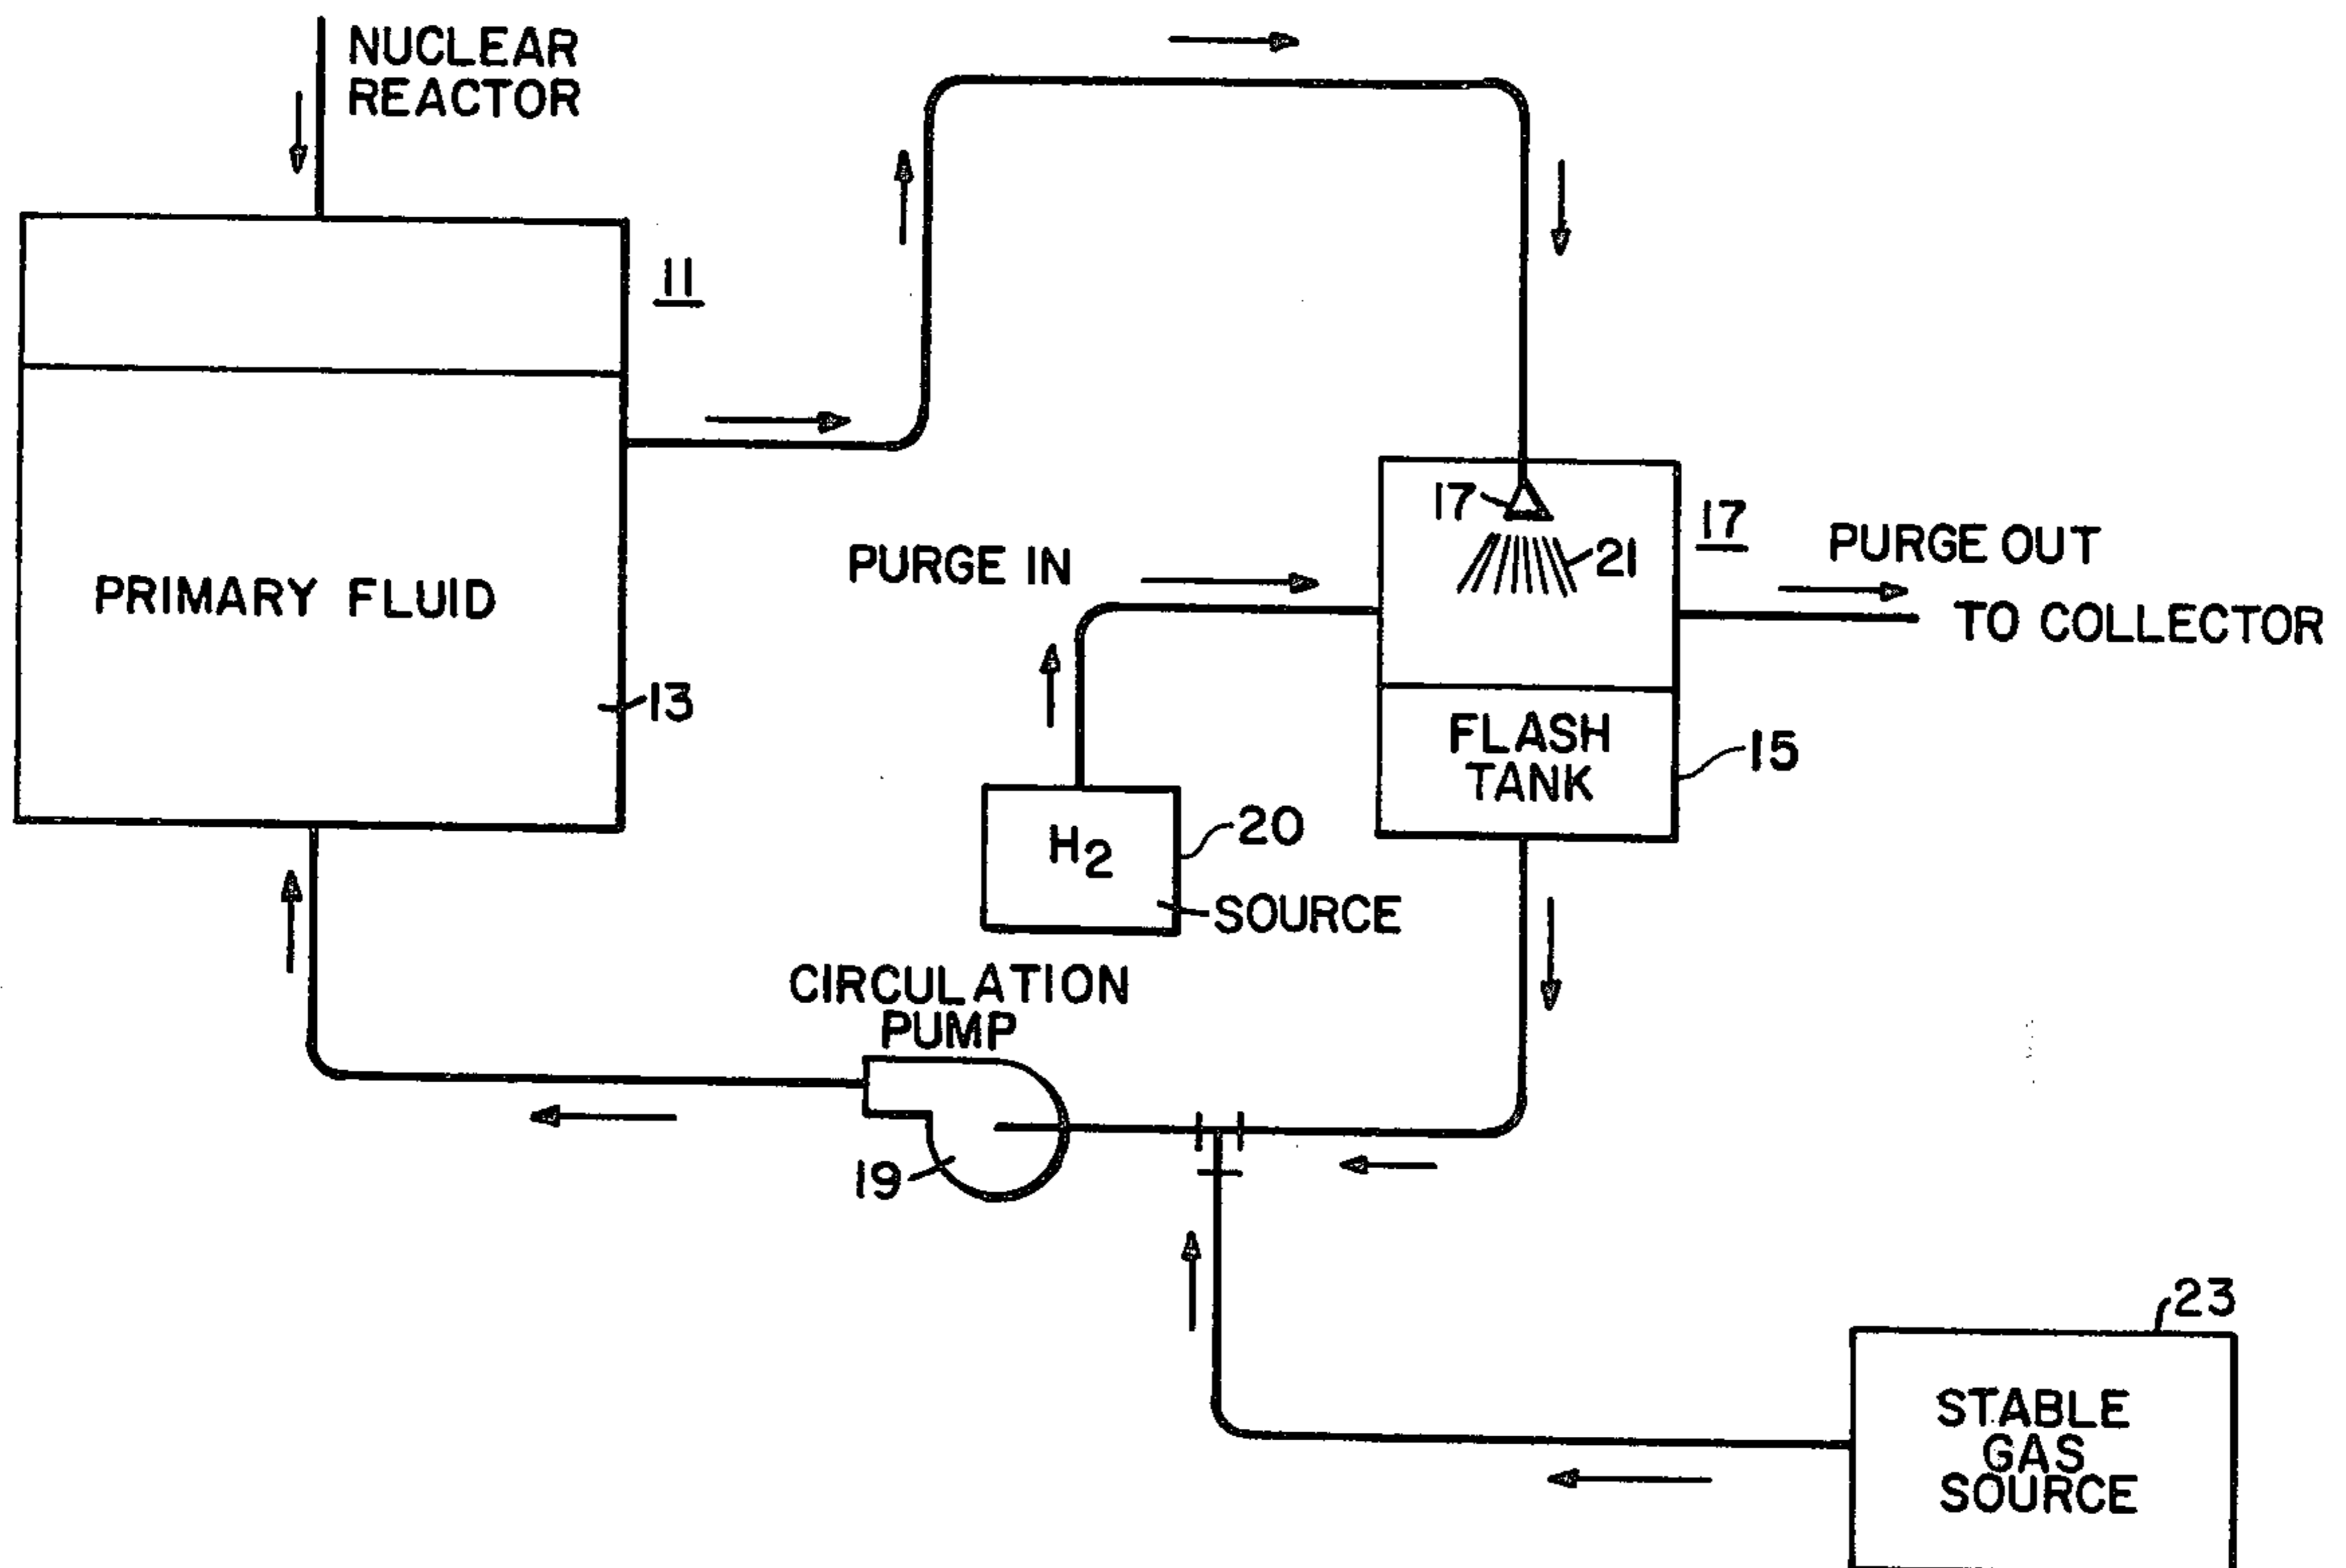 NUCLEAR
REACTOR
11
PRIMARY FLUID
13
17
17
21
PURGE IN
PURGE OUT
TO COLLECTOR
FLASH
TANK
15
H2
20
SOURCE
CIRCULATION
PUMP
19
23
STABLE
GAS
SOURCE